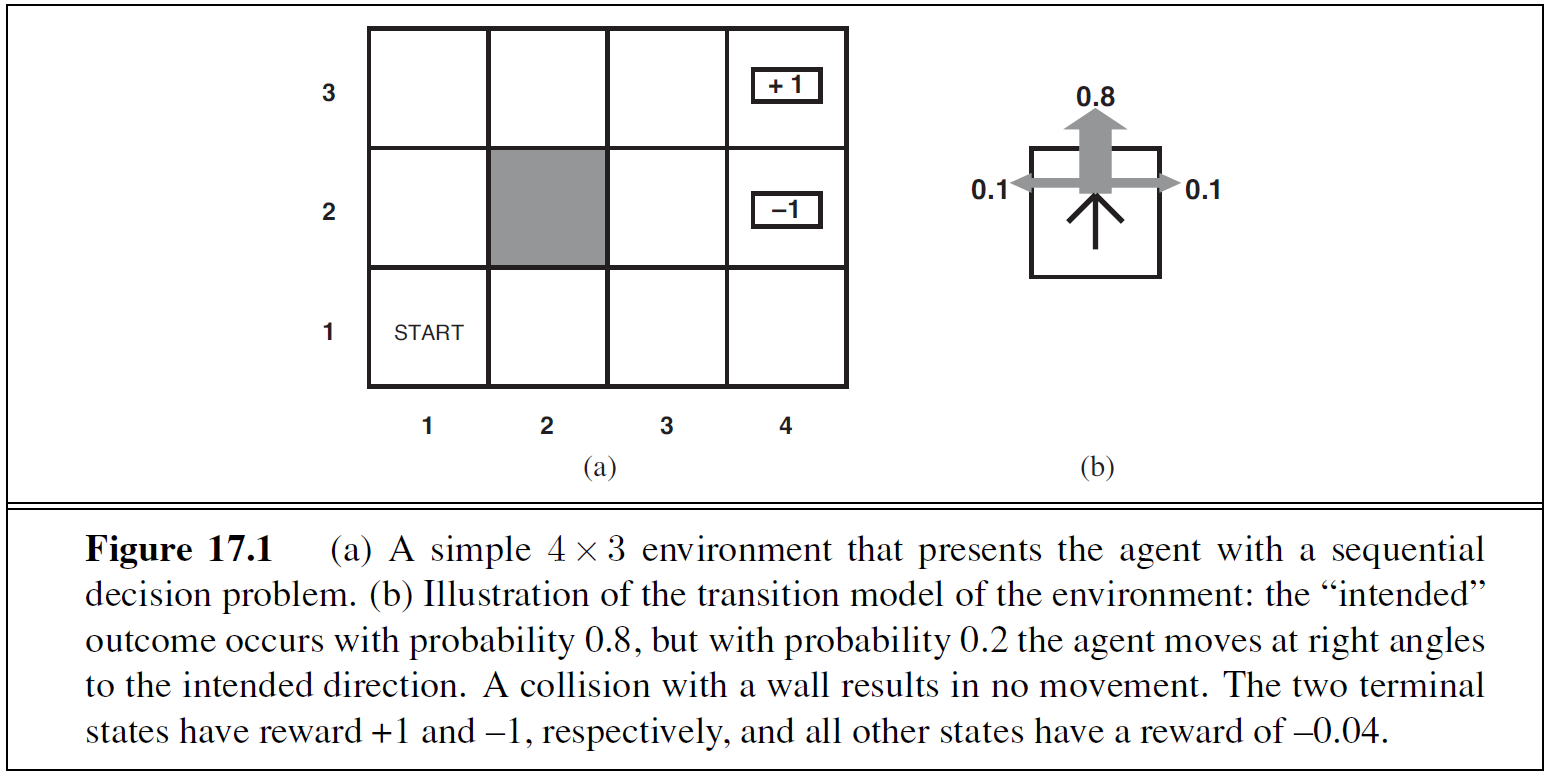 3
+ 1
2
–1
1
START
1
2
3
4
(a)
0.8
0.1
0.1
(b)
Figure 17.1 (a) A simple 4 × 3 environment that presents the agent with a sequential
decision problem. (b) Illustration of the transition model of the environment: the “intended”
outcome occurs with probability 0.8, but with probability 0.2 the agent moves at right angles
to the intended direction. A collision with a wall results in no movement. The two terminal
states have reward +1 and –1, respectively, and all other states have a reward of –0.04.